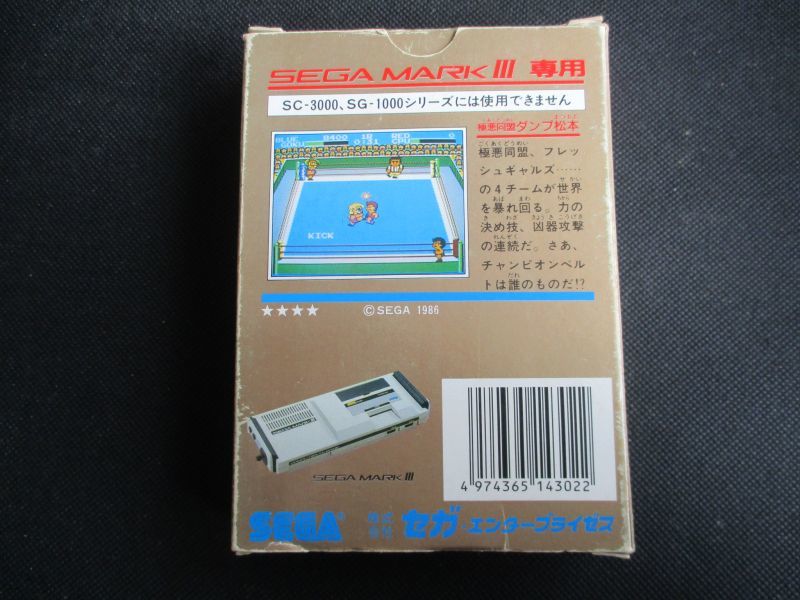 SEGA MARK III 専用
SC-3000、SG-1000シリーズには使用できません
極悪同盟ダンプ松本
BLUE 8400 1R RED 0
GOKU 0:31 CPU
KICK
極悪同盟、フレッ
シュギャルズ……
の4チームが世界
を暴れ回る。力の
決め技、凶器攻撃
の連続だ。さあ、
チャンピオンベル
トは誰のものだ!?
★★★★
©SEGA 1986
SEGA MARK III
4 974365 143022
SEGA 株式会社 セガ・エンタープライゼス